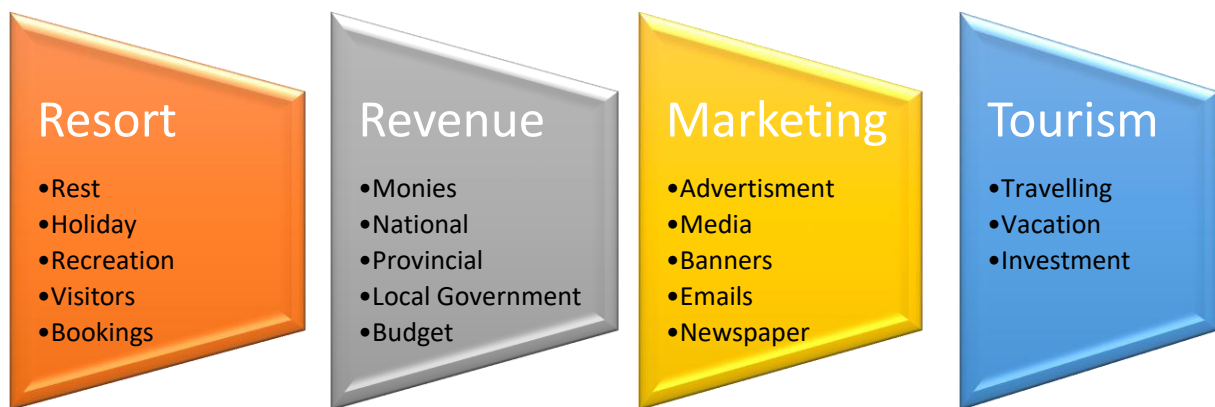 Resort
•Rest
•Holiday
•Recreation
•Visitors
•Bookings
Revenue
•Monies
•National
•Provincial
•Local Government
•Budget
Marketing
•Advertisment
•Media
•Banners
•Emails
•Newspaper
Tourism
•Travelling
•Vacation
•Investment